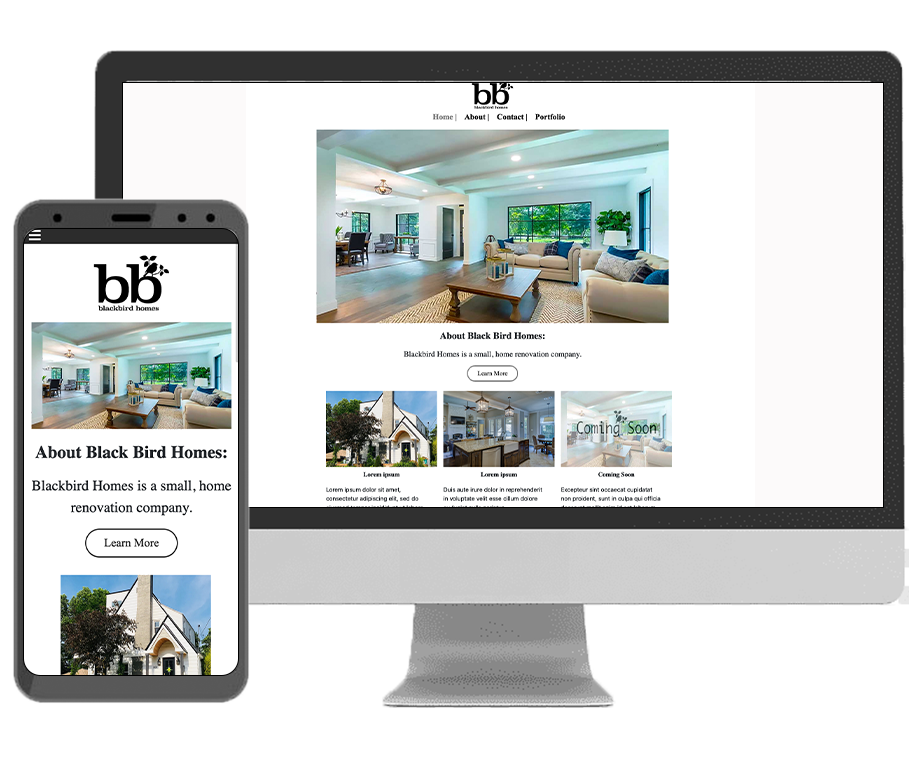 bb
blackbird homes
Home | About | Contact | Portfolio
About Black Bird Homes:
Blackbird Homes is a small, home renovation company.
Learn More
Coming Soon
Lorem ipsum
Lorem ipsum
Coming Soon
Lorem ipsum dolor sit amet,
consectetur adipiscing elit, sed do
Duis aute irure dolor in reprehenderit
in voluptate velit esse dillum dolore
Excepteur sint occaecat cupidatat
non proident, sunt in culpa qui officia
bb
blackbird homes
About Black Bird Homes:
Blackbird Homes is a small, home
renovation company.
Learn More